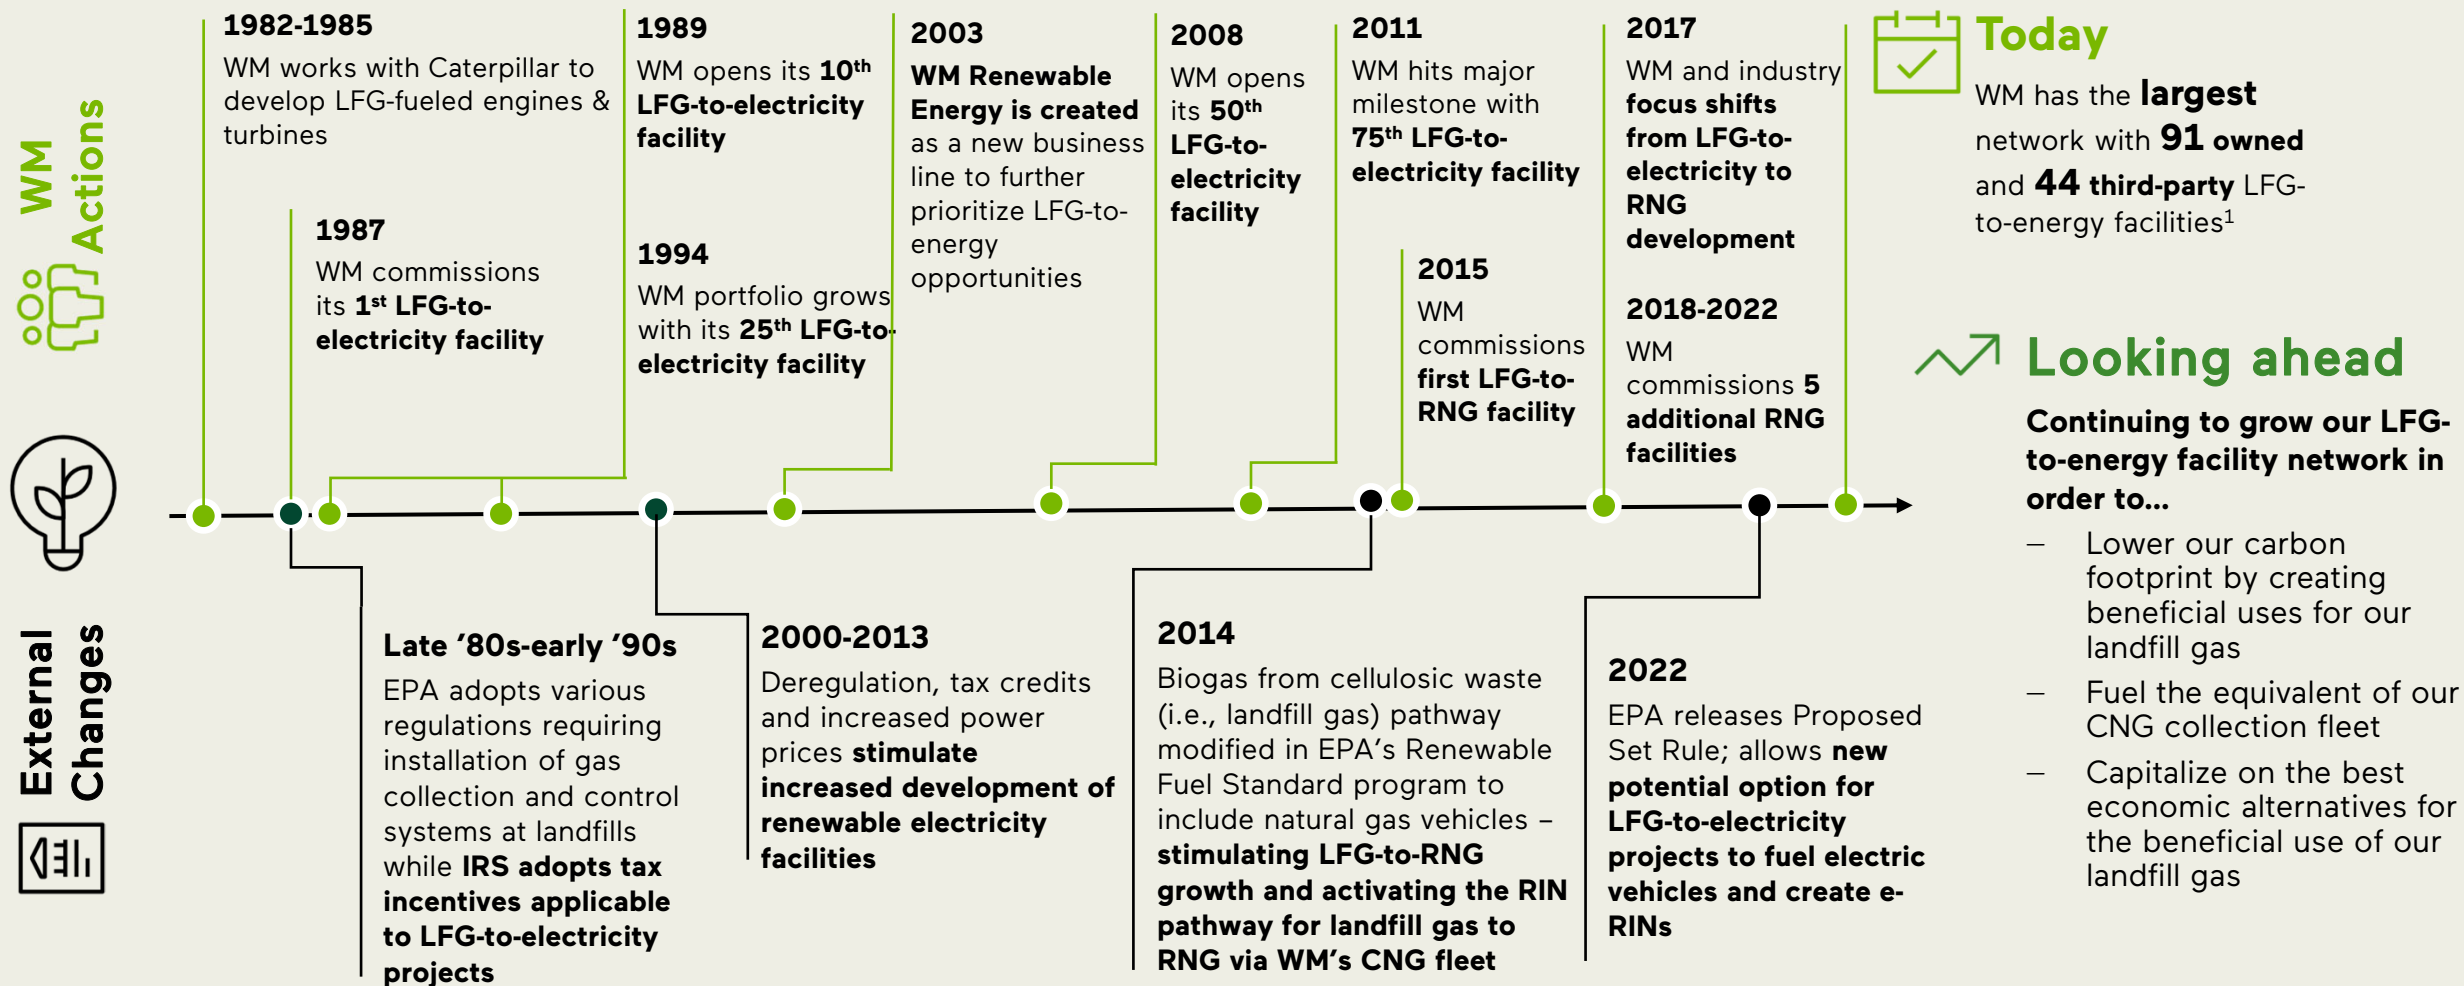 WM
Actions
1982-1985
WM works with Caterpillar to
develop LFG-fueled engines &
turbines
1987
WM commissions
its 1st LFG-to-
electricity facility
1989
WM opens its 10th
LFG-to-electricity
facility
1994
WM portfolio grows
with its 25th LFG-to-
electricity facility
2003
WM Renewable
Energy is created
as a new business
line to further
prioritize LFG-to-
energy
opportunities
2008
WM opens
its 50th
LFG-to-
electricity
facility
2011
WM hits major
milestone with
75th LFG-to-
electricity facility
2015
WM
commissions
first LFG-to-
RNG facility
2017
WM and industry
focus shifts
from LFG-to-
electricity to
RNG
development
2018-2022
WM
commissions 5
additional RNG
facilities
Today
WM has the largest
network with 91 owned
and 44 third-party LFG-
to-energy facilities1
Looking ahead
Continuing to grow our LFG-
to-energy facility network in
order to...
– Lower our carbon
footprint by creating
beneficial uses for our
landfill gas
– Fuel the equivalent of our
CNG collection fleet
– Capitalize on the best
economic alternatives for
the beneficial use of our
landfill gas
External
Changes
Late ’80s-early ’90s
EPA adopts various
regulations requiring
installation of gas
collection and control
systems at landfills
while IRS adopts tax
incentives applicable
to LFG-to-electricity
projects
2000-2013
Deregulation, tax credits
and increased power
prices stimulate
increased development of
renewable electricity
facilities
2014
Biogas from cellulosic waste
(i.e., landfill gas) pathway
modified in EPA’s Renewable
Fuel Standard program to
include natural gas vehicles –
stimulating LFG-to-RNG
growth and activating the RIN
pathway for landfill gas to
RNG via WM’s CNG fleet
2022
EPA releases Proposed
Set Rule; allows new
potential option for
LFG-to-electricity
projects to fuel electric
vehicles and create e-
RINs